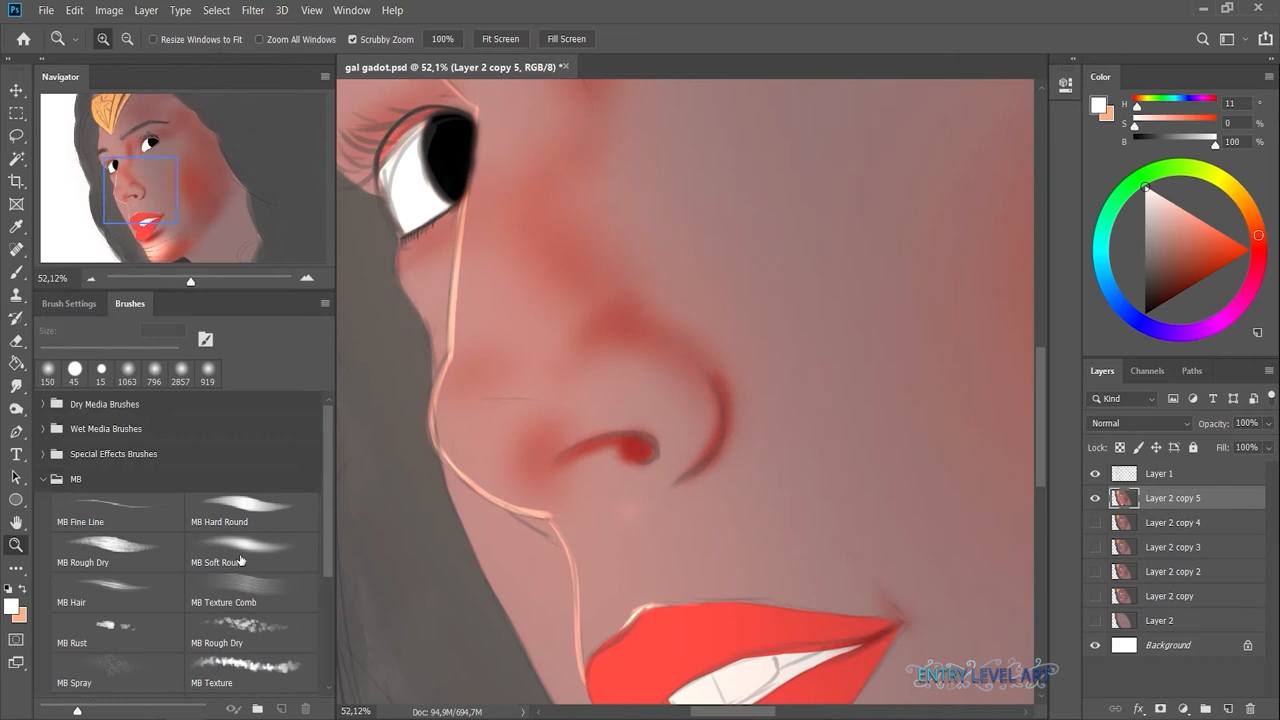 Ps File Edit Image Layer Type Select Filter 3D View Window Help
Resize Windows to Fit Zoom All Windows Scrubby Zoom 100% Fit Screen Fill Screen
gal gadot.psd @ 52,1% (Layer 2 copy 5, RGB/8) *
Navigator
52,12%
Brush Settings Brushes
Size:
150 45 15 1063 796 2857 919
Dry Media Brushes
Wet Media Brushes
Special Effects Brushes
MB
MB Fine Line MB Hard Round
MB Rough Dry MB Soft Round
MB Hair MB Texture Comb
MB Rust MB Rough Dry
MB Spray MB Texture
52,12% Doc: 94,9M/694,7M
ENTRY LEVEL ART
Color
H 11 °
S 0 %
B 100 %
Layers Channels Paths
Kind
Normal Opacity: 100%
Lock: Fill: 100%
Layer 1
Layer 2 copy 5
Layer 2 copy 4
Layer 2 copy 3
Layer 2 copy 2
Layer 2 copy
Layer 2
Background